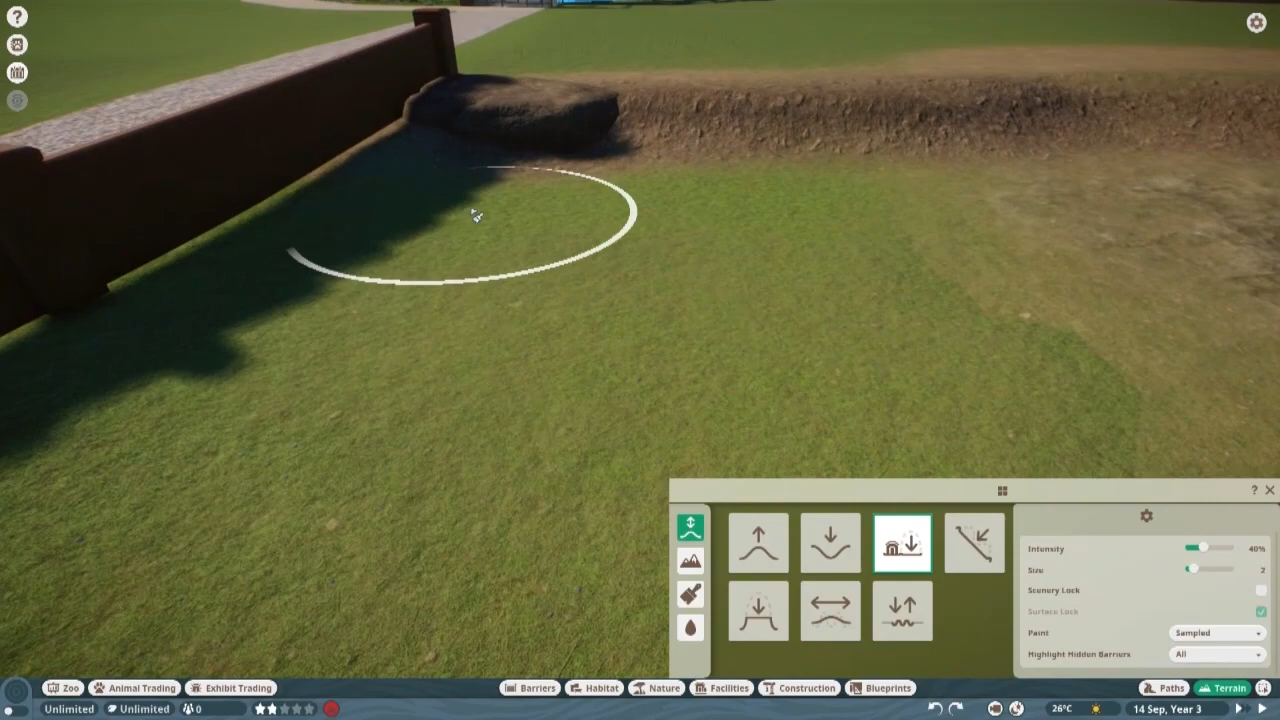 ?
? ×
Intensity 40%
Size 2
Scenery Lock
Surface Lock
Paint Sampled
Highlight Hidden Barriers All
Zoo Animal Trading Exhibit Trading Barriers Habitat Nature Facilities Construction Blueprints Paths Terrain
Unlimited Unlimited 0 26°C 14 Sep, Year 3